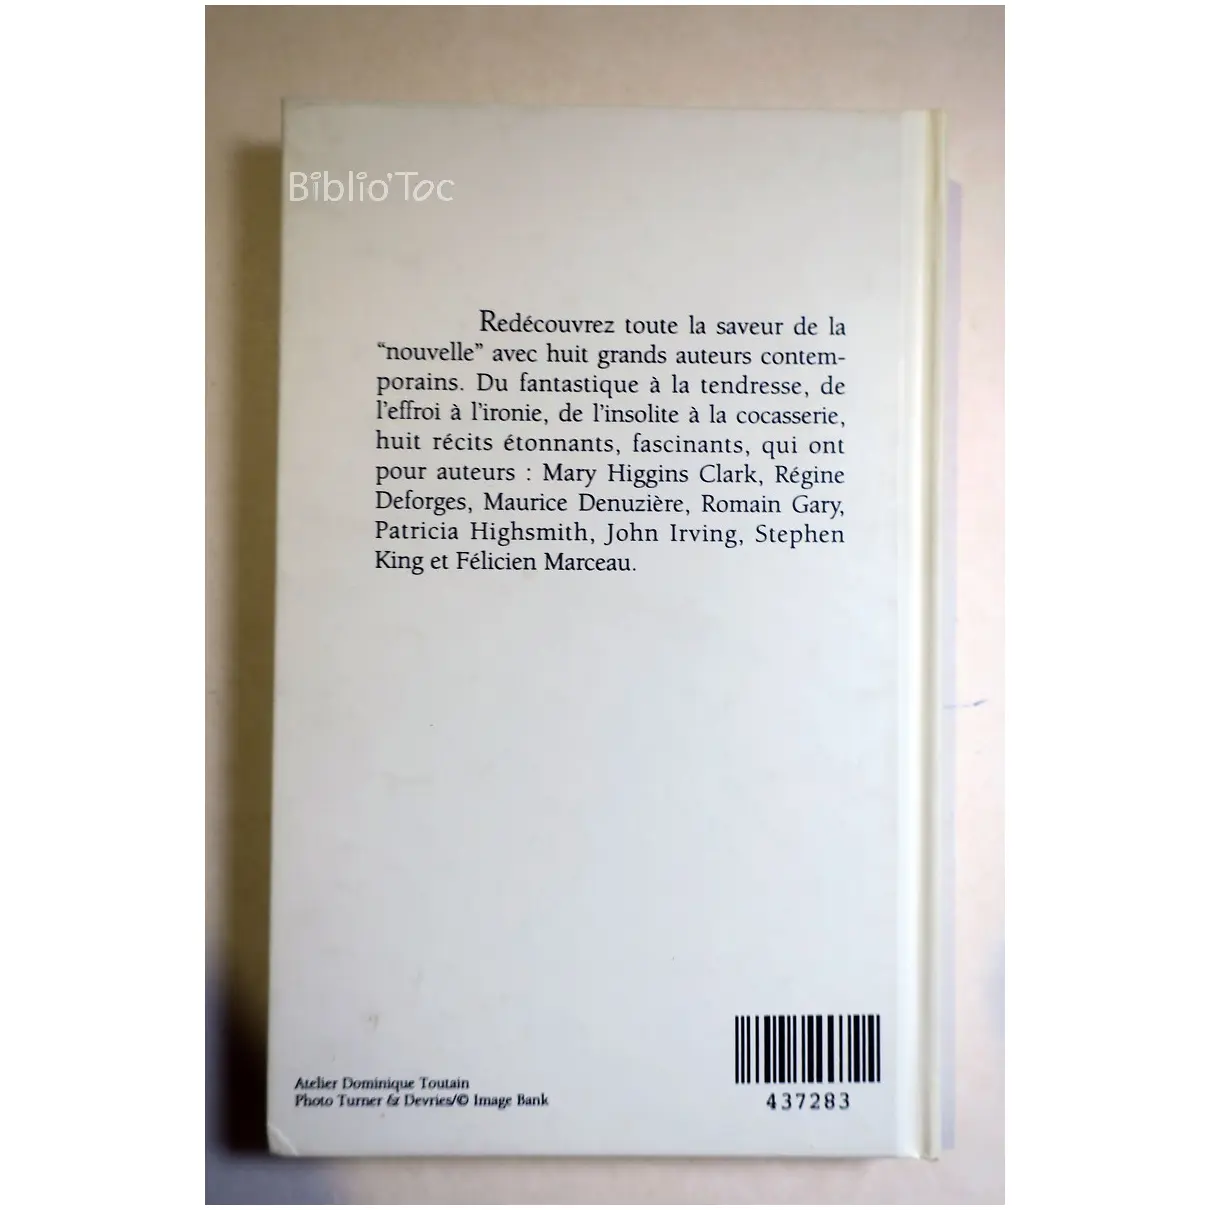 Biblio'Toc
Redécouvrez toute la saveur de la
“nouvelle” avec huit grands auteurs contem-
porains. Du fantastique à la tendresse, de
l'effroi à l'ironie, de l'insolite à la cocasserie,
huit récits étonnants, fascinants, qui ont
pour auteurs : Mary Higgins Clark, Régine
Deforges, Maurice Denuzière, Romain Gary,
Patricia Highsmith, John Irving, Stephen
King et Félicien Marceau.
Atelier Dominique Toutain
Photo Turner & Devries/© Image Bank
437283